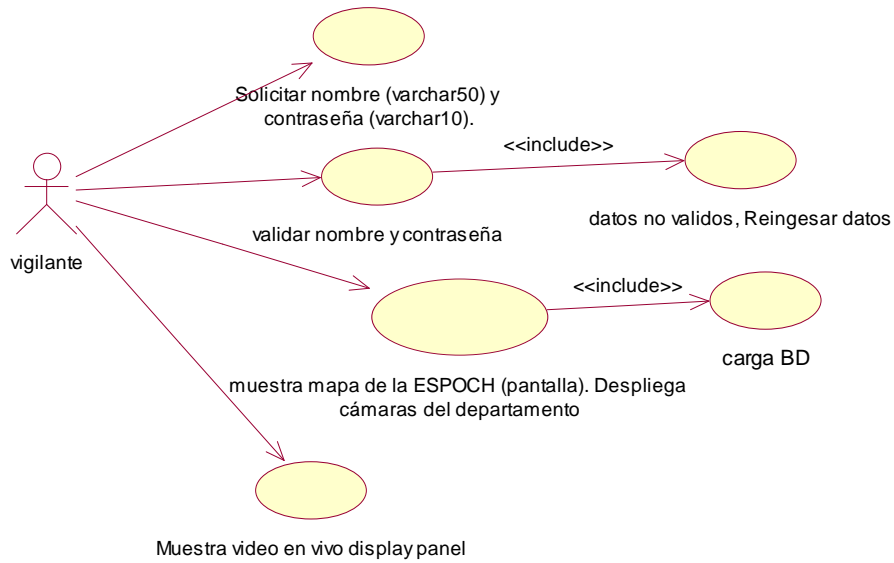 Solicitar nombre (varchar50) y
contraseña (varchar10).
<<include>>
datos no validos, Reingesar datos
validar nombre y contraseña
vigilante
<<include>>
carga BD
muestra mapa de la ESPOCH (pantalla). Despliega
cámaras del departamento
Muestra video en vivo display panel